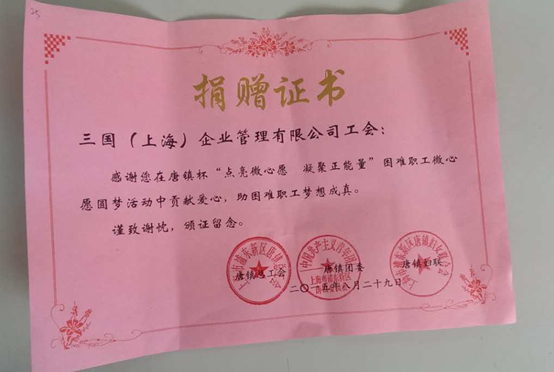 捐赠证书
三国（上海）企业管理有限公司工会：
感谢您在唐镇杯“点亮微心愿　凝聚正能量”困难职工微心
愿圆梦活动中贡献爱心，助困难职工梦想成真。
谨致谢忱，颁证留念。
唐镇总工会　唐镇团委　唐镇妇联
二〇一五年八月二十九日